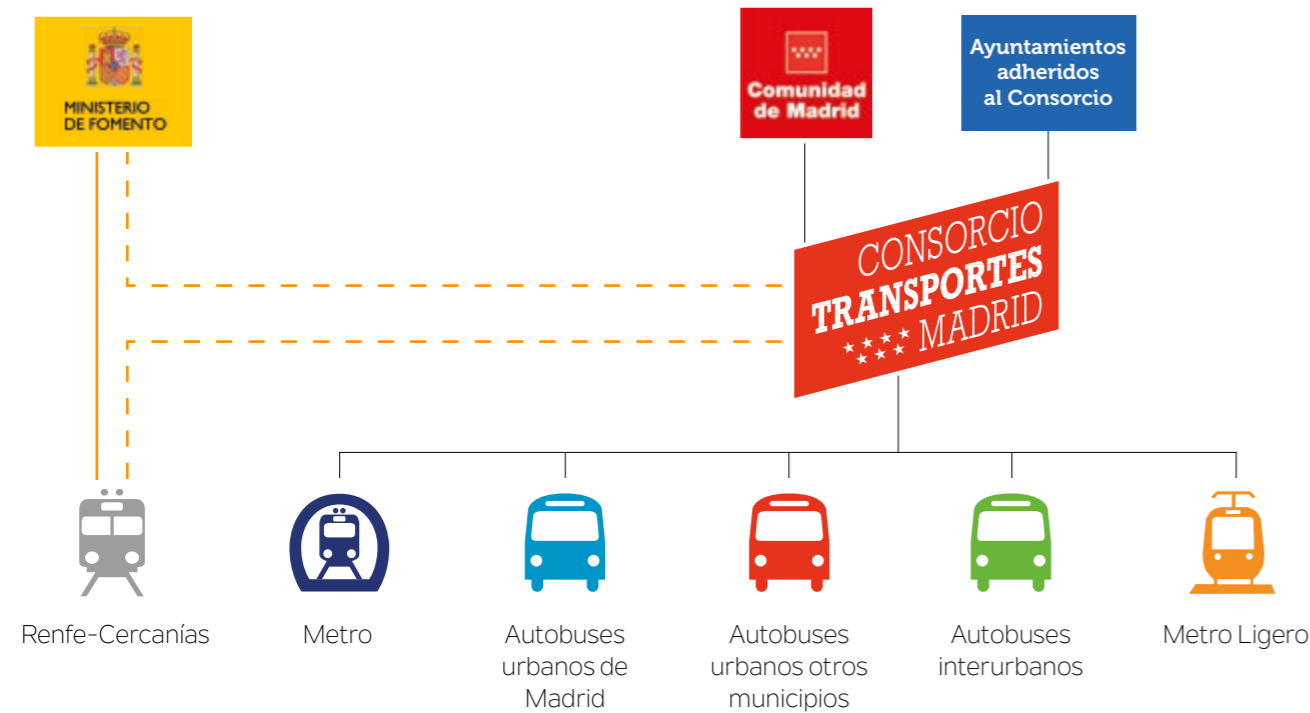 MINISTERIO
DE FOMENTO
Comunidad
de Madrid
Ayuntamientos
adheridos
al Consorcio
CONSORCIO
TRANSPORTES
MADRID
Renfe-Cercanías
Metro
Autobuses
urbanos de
Madrid
Autobuses
urbanos otros
municipios
Autobuses
interurbanos
Metro Ligero